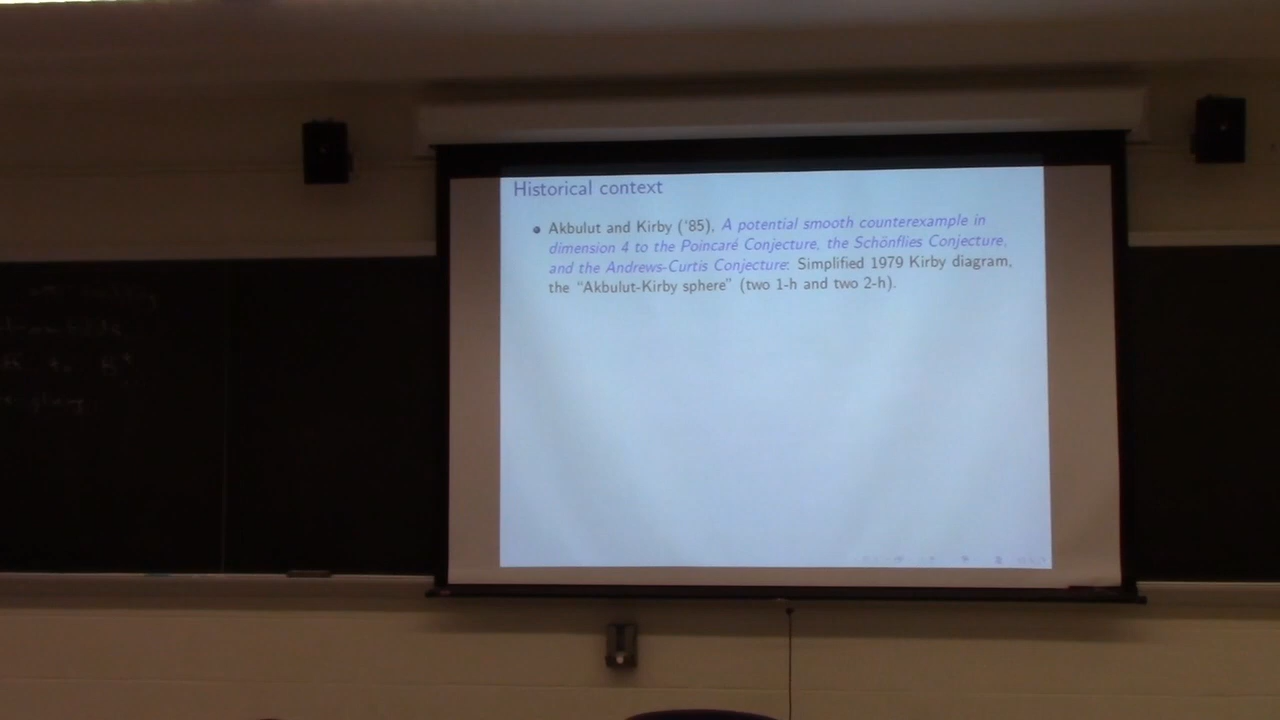 Historical context
Akbulut and Kirby (‘85), A potential smooth counterexample in
dimension 4 to the Poincaré Conjecture, the Schönflies Conjecture,
and the Andrews-Curtis Conjecture: Simplified 1979 Kirby diagram,
the “Akbulut-Kirby sphere” (two 1-h and two 2-h).